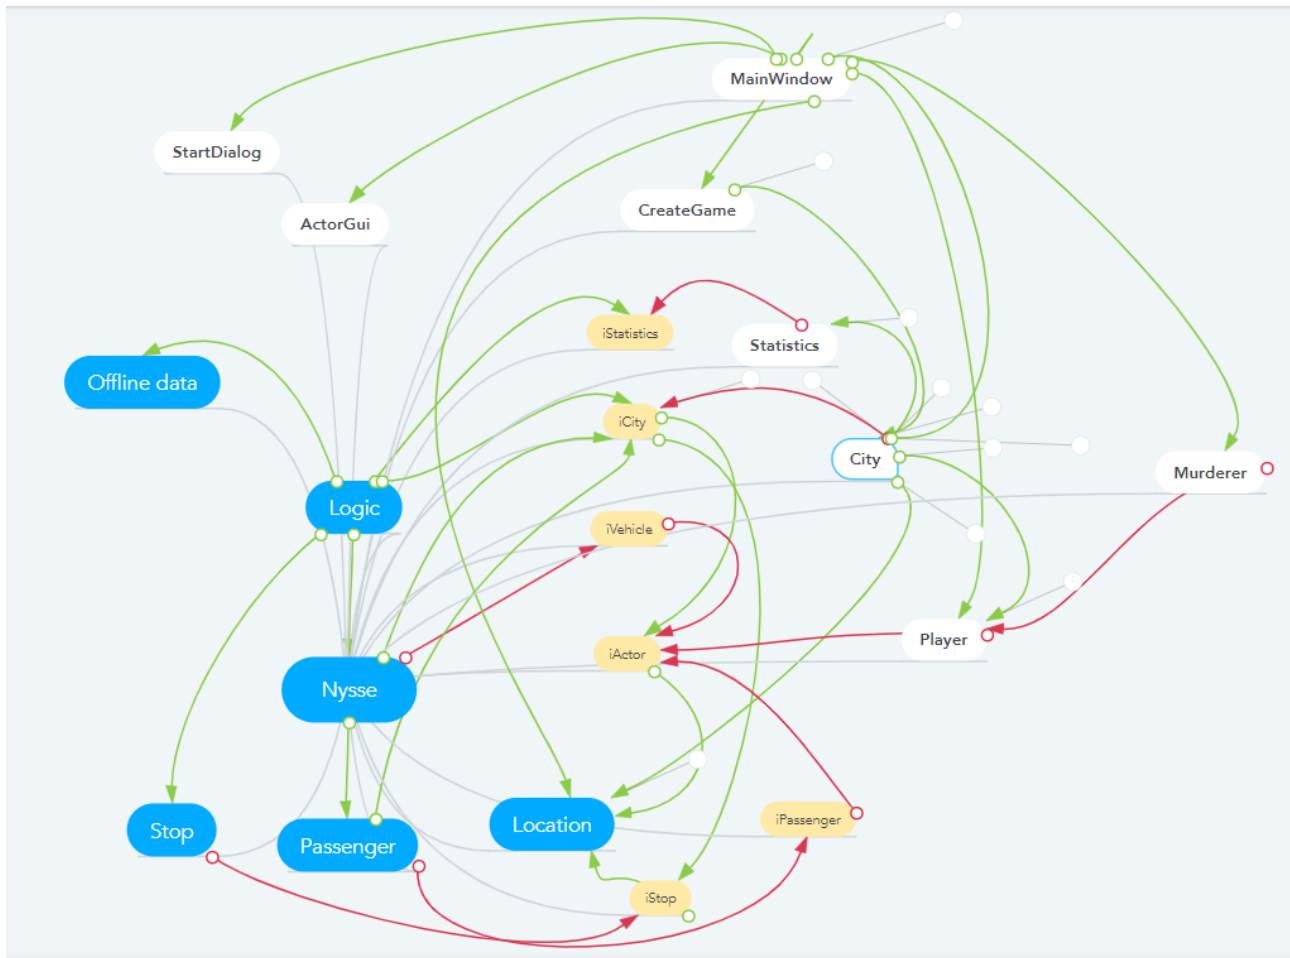 MainWindow
StartDialog
CreateGame
ActorGui
iStatistics
Statistics
Offline data
iCity
City
Murderer
Logic
iVehicle
Player
iActor
Nysse
iPassenger
Location
Stop
Passenger
iStop